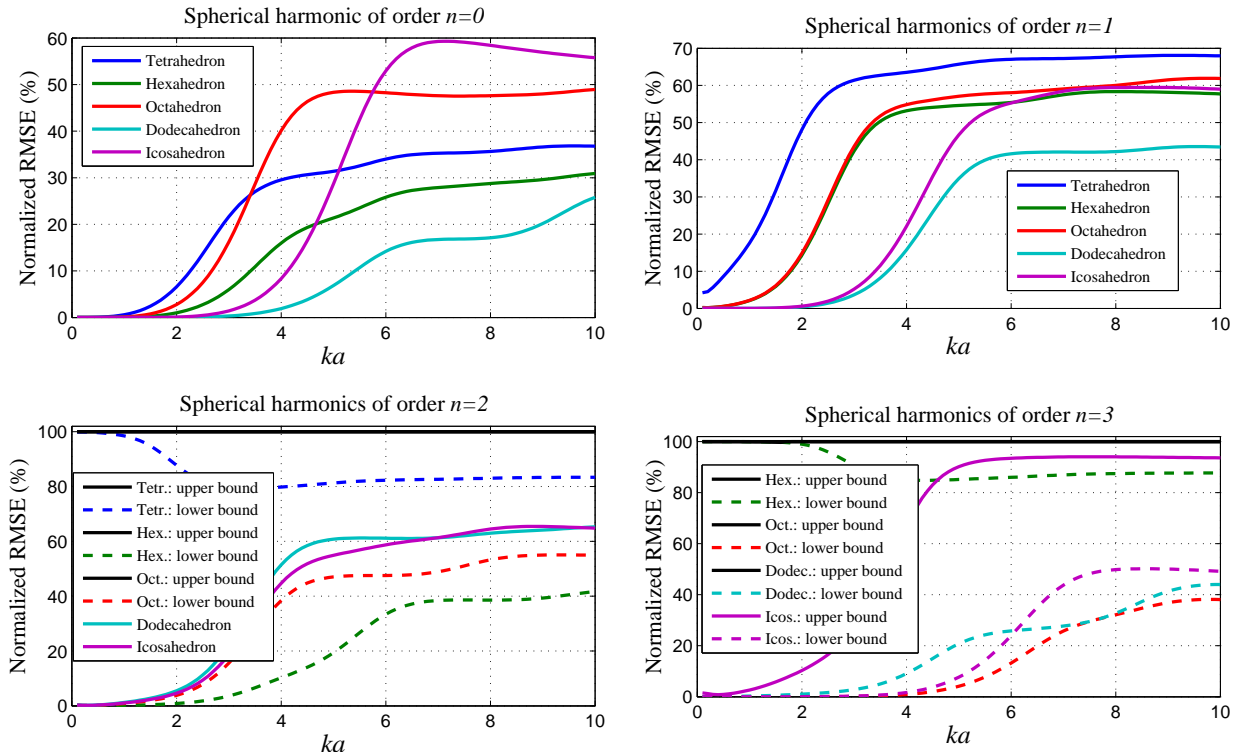 Spherical harmonic of order n=0
Normalized RMSE (%)
60
50
40
30
20
10
0
Tetrahedron
Hexahedron
Octahedron
Dodecahedron
Icosahedron
0 2 4 6 8 10
ka
Spherical harmonics of order n=1
Normalized RMSE (%)
70
60
50
40
30
20
10
0
Tetrahedron
Hexahedron
Octahedron
Dodecahedron
Icosahedron
0 2 4 6 8 10
ka
Spherical harmonics of order n=2
Normalized RMSE (%)
100
80
60
40
20
0
Tetr.: upper bound
Tetr.: lower bound
Hex.: upper bound
Hex.: lower bound
Oct.: upper bound
Oct.: lower bound
Dodecahedron
Icosahedron
0 2 4 6 8 10
ka
Spherical harmonics of order n=3
Normalized RMSE (%)
100
80
60
40
20
0
Hex.: upper bound
Hex.: lower bound
Oct.: upper bound
Oct.: lower bound
Dodec.: upper bound
Dodec.: lower bound
Icos.: upper bound
Icos.: lower bound
0 2 4 6 8 10
ka